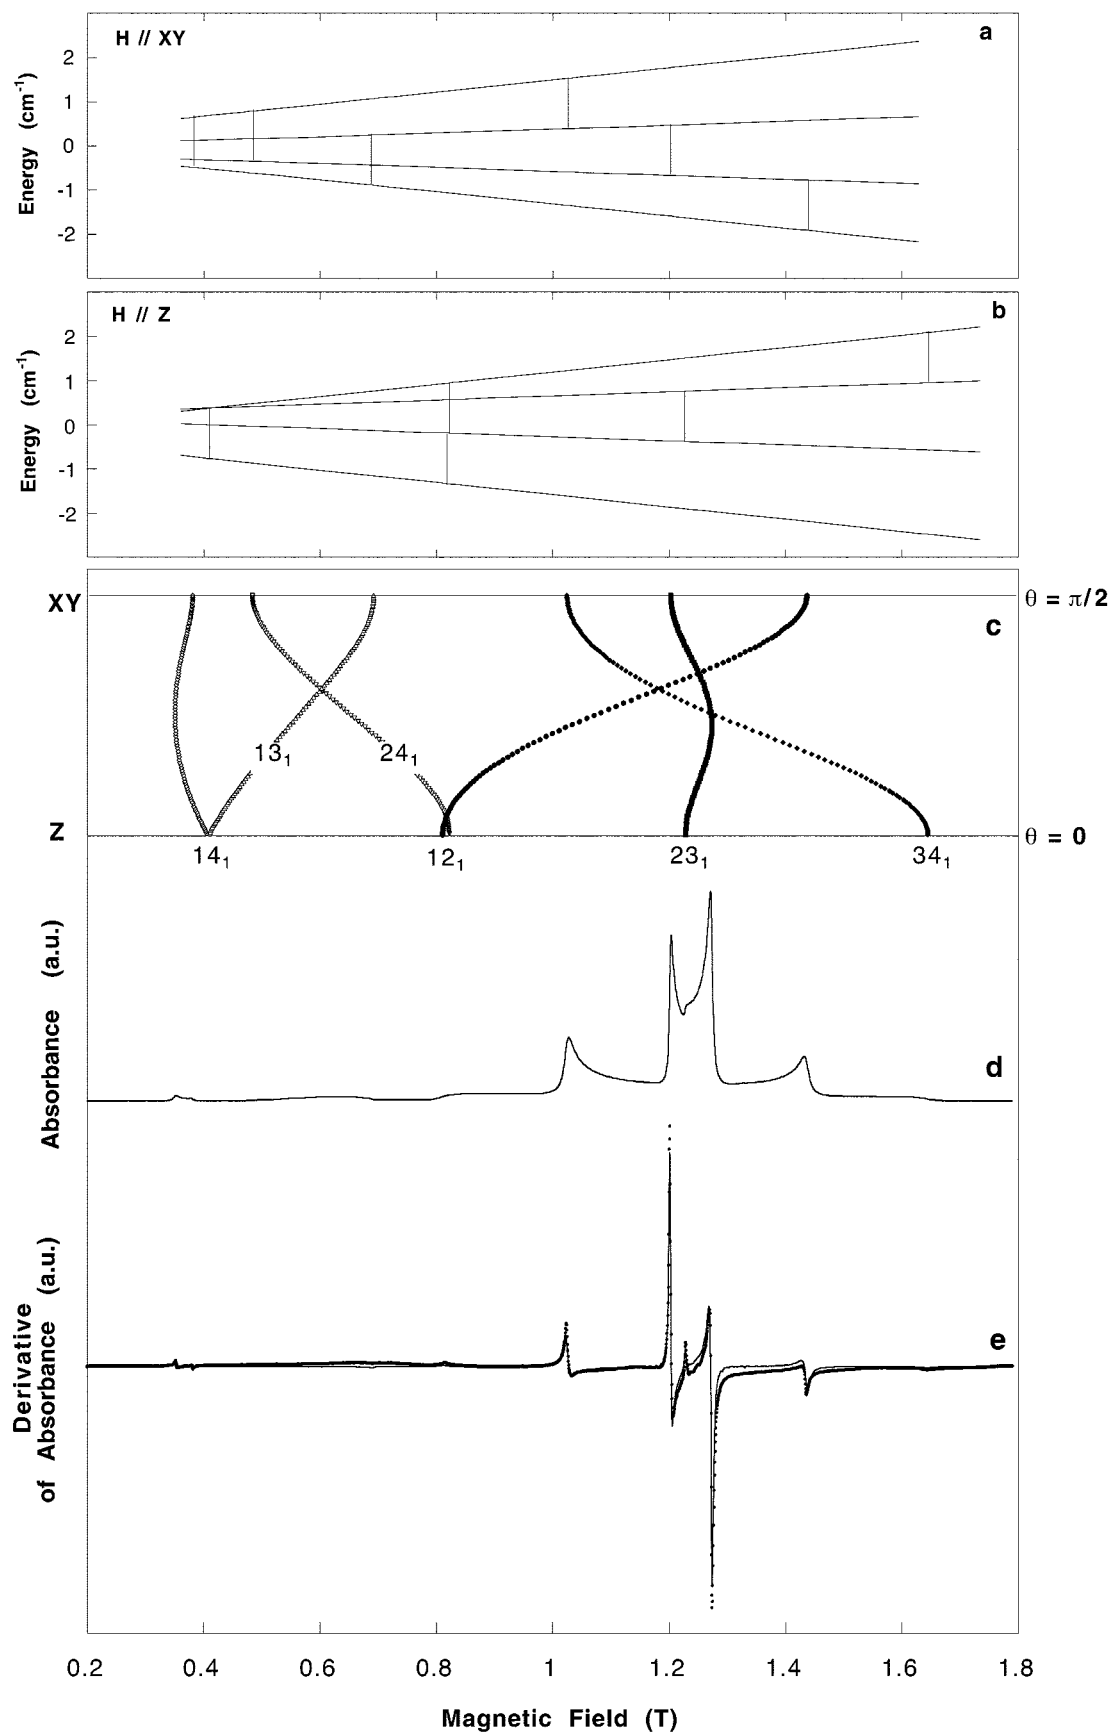 H // XY
a
2
1
0
-1
-2
Energy (cm⁻¹)
H // Z
b
2
1
0
-1
-2
Energy (cm⁻¹)
XY
θ = π/2
c
13₁
24₁
Z
θ = 0
14₁
12₁
23₁
34₁
Absorbance (a.u.)
d
Derivative
of Absorbance (a.u.)
e
0.2 0.4 0.6 0.8 1 1.2 1.4 1.6 1.8
Magnetic Field (T)